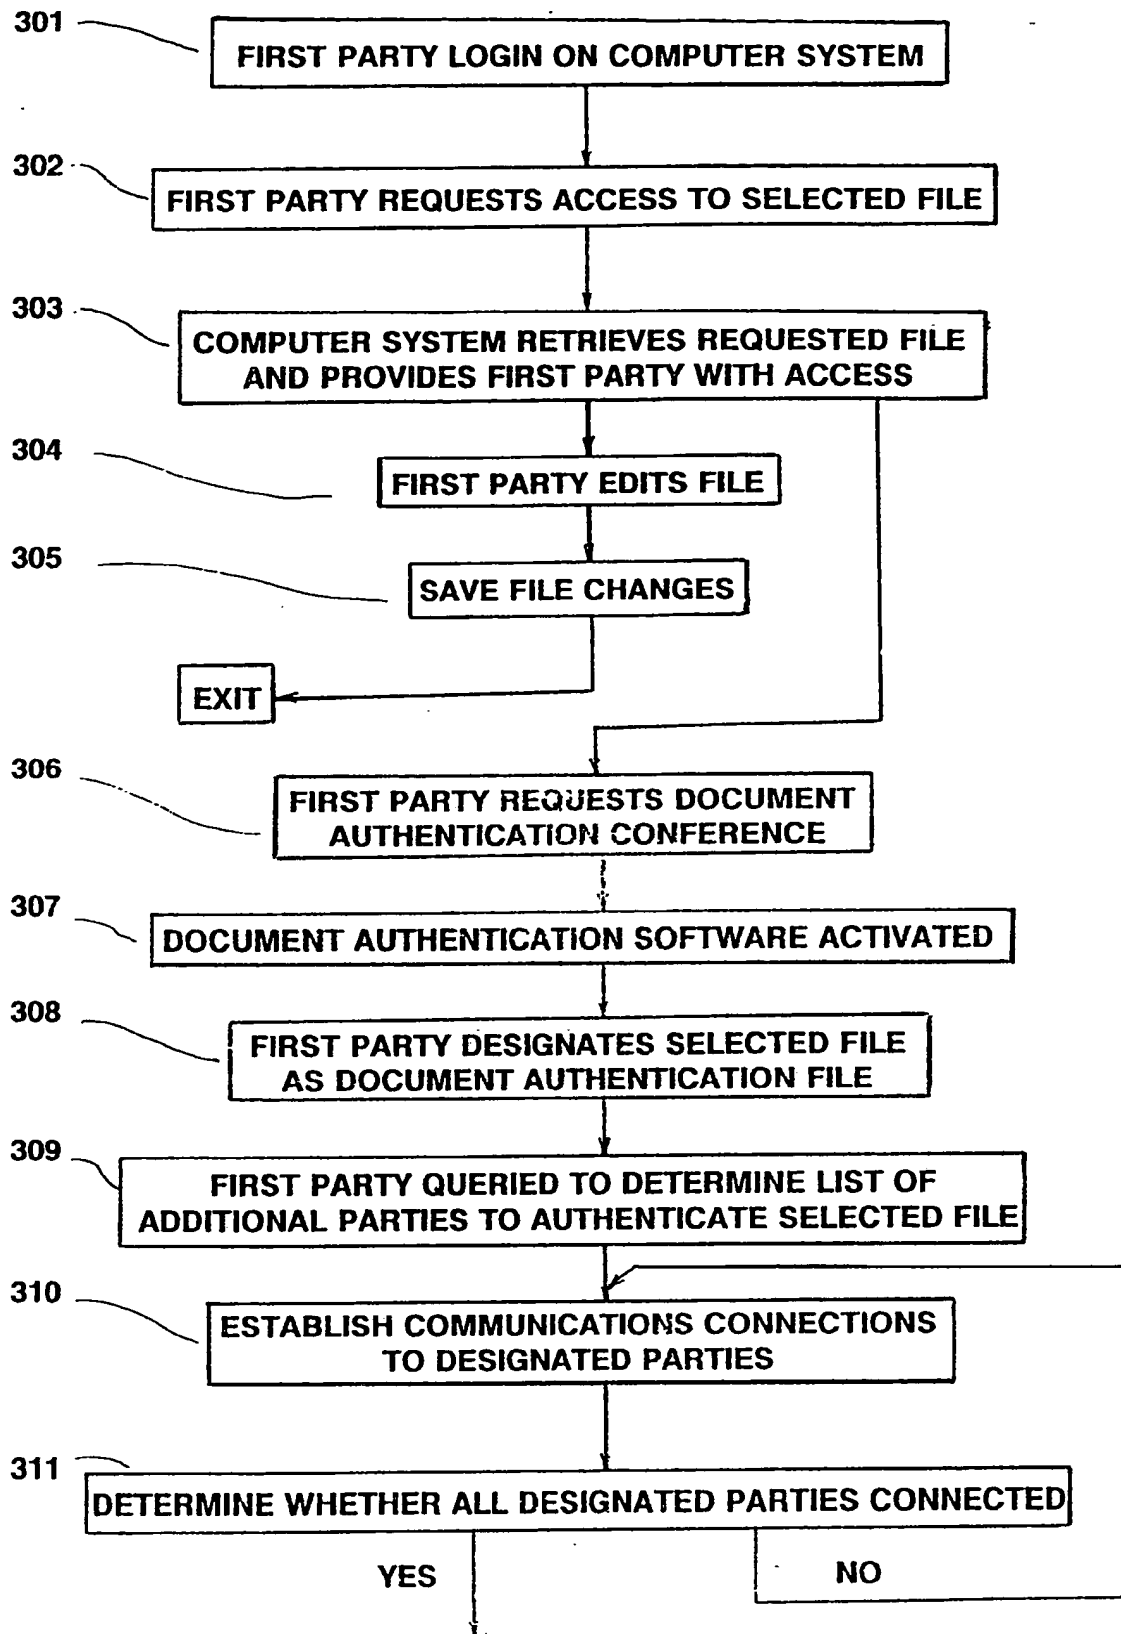 301
FIRST PARTY LOGIN ON COMPUTER SYSTEM
302
FIRST PARTY REQUESTS ACCESS TO SELECTED FILE
303
COMPUTER SYSTEM RETRIEVES REQUESTED FILE
AND PROVIDES FIRST PARTY WITH ACCESS
304
FIRST PARTY EDITS FILE
305
SAVE FILE CHANGES
EXIT
306
FIRST PARTY REQUESTS DOCUMENT
AUTHENTICATION CONFERENCE
307
DOCUMENT AUTHENTICATION SOFTWARE ACTIVATED
308
FIRST PARTY DESIGNATES SELECTED FILE
AS DOCUMENT AUTHENTICATION FILE
309
FIRST PARTY QUERIED TO DETERMINE LIST OF
ADDITIONAL PARTIES TO AUTHENTICATE SELECTED FILE
310
ESTABLISH COMMUNICATIONS CONNECTIONS
TO DESIGNATED PARTIES
311
DETERMINE WHETHER ALL DESIGNATED PARTIES CONNECTED
YES
NO